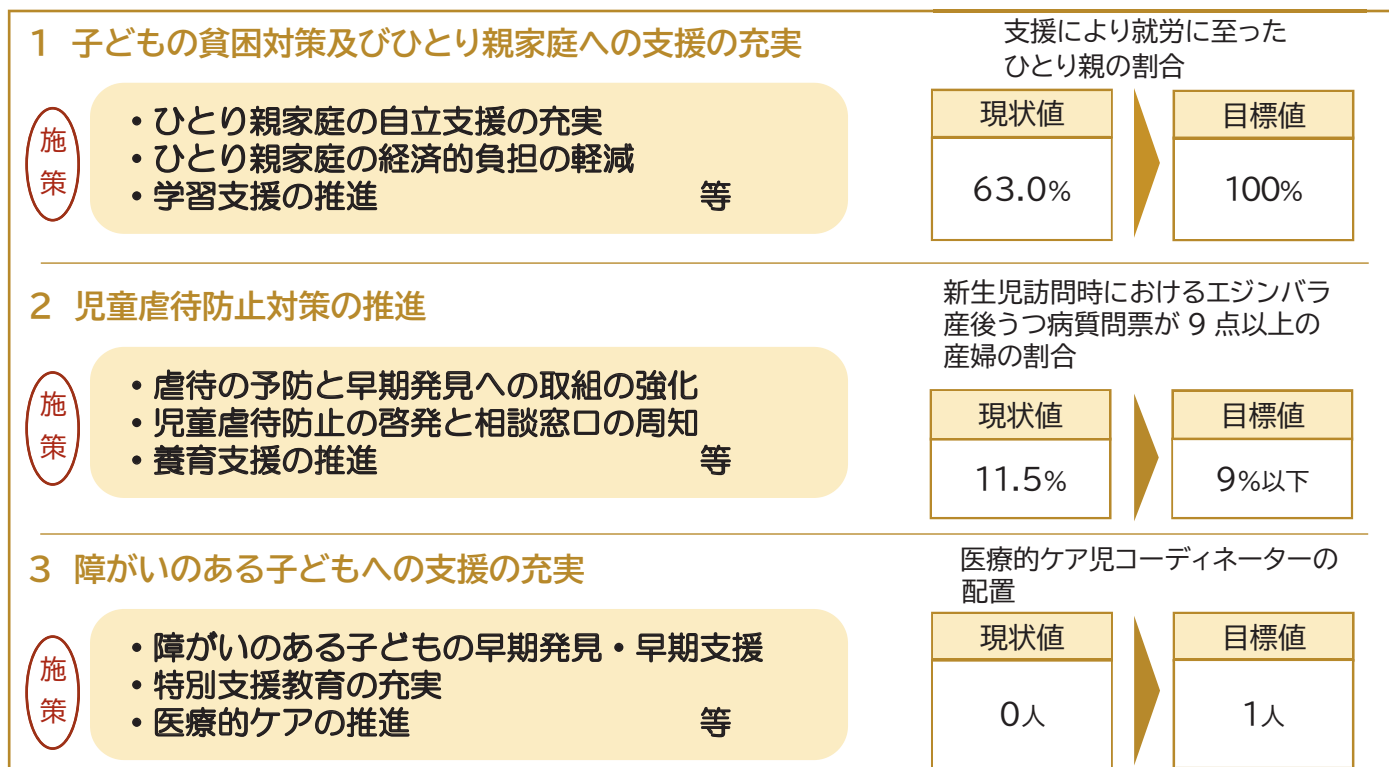 1 子どもの貧困対策及びひとり親家庭への支援の充実
施策
・ひとり親家庭の自立支援の充実
・ひとり親家庭の経済的負担の軽減
・学習支援の推進 等
支援により就労に至った
ひとり親の割合
現状値 目標値
63.0% 100%
2 児童虐待防止対策の推進
施策
・虐待の予防と早期発見への取組の強化
・児童虐待防止の啓発と相談窓口の周知
・養育支援の推進 等
新生児訪問時におけるエジンバラ
産後うつ病質問票が 9 点以上の
産婦の割合
現状値 目標値
11.5% 9%以下
3 障がいのある子どもへの支援の充実
施策
・障がいのある子どもの早期発見・早期支援
・特別支援教育の充実
・医療的ケアの推進 等
医療的ケア児コーディネーターの
配置
現状値 目標値
0人 1人